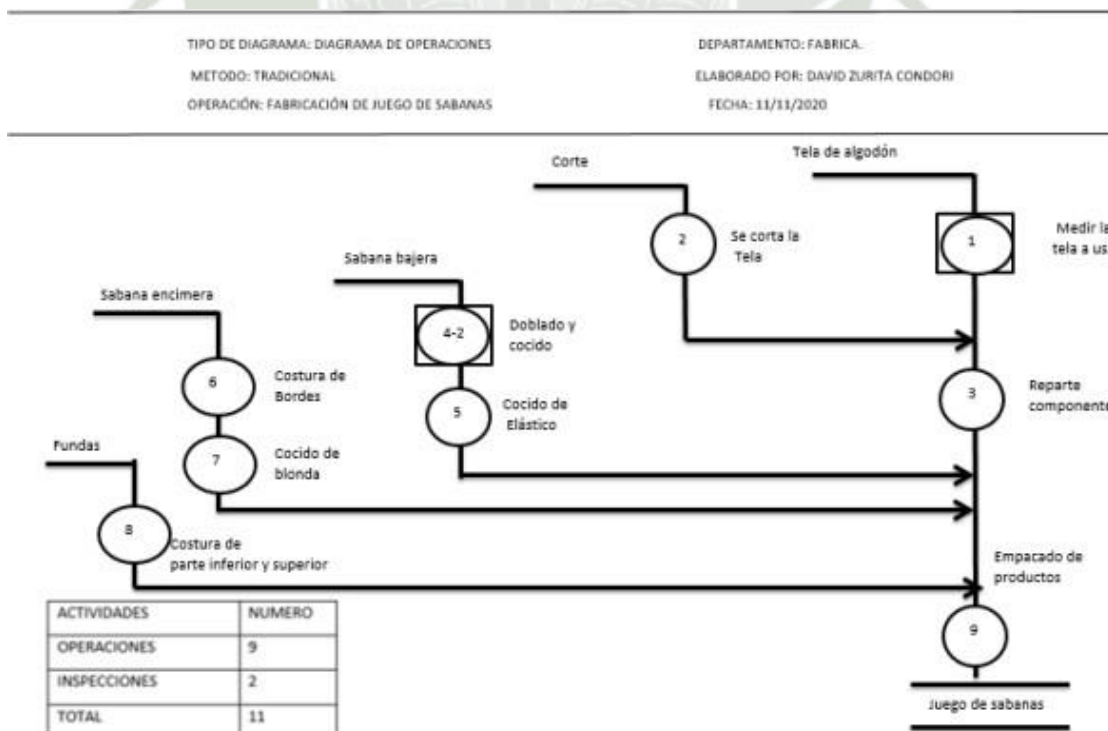 TIPO DE DIAGRAMA: DIAGRAMA DE OPERACIONES
DEPARTAMENTO: FABRICA.
METODO: TRADICIONAL
ELABORADO POR: DAVID ZURITA CONDORI
OPERACIÓN: FABRICACIÓN DE JUEGO DE SABANAS
FECHA: 11/11/2020
Corte
Tela de algodón
2
Se corta la
Tela
1
Medir la
tela a us
Sabana bajera
4-2
Doblado y
cocido
Sabana encimera
6
Costura de
Bordes
5
Cocido de
Elástico
3
Reparte
componente
Fundas
7
Cocido de
blonda
8
Costura de
parte inferior y superior
Empacado de
productos
9
Juego de sabanas
ACTIVIDADES NUMERO
OPERACIONES 9
INSPECCIONES 2
TOTAL 11